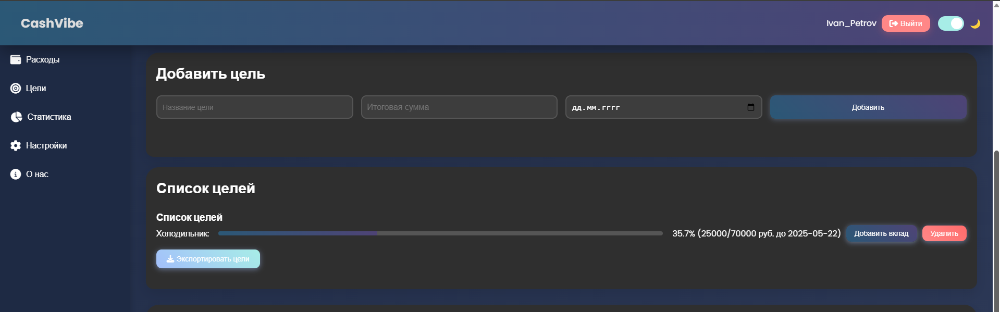 CashVibe
Ivan_Petrov
Выйти
Расходы
Цели
Статистика
Настройки
О нас
Добавить цель
Название цели
Итоговая сумма
дд.мм.гггг
Добавить
Список целей
Список целей
Холодильник:
35.7% (25000/70000 руб. до 2025-05-22)
Добавить вклад
Удалить
Экспортировать цели